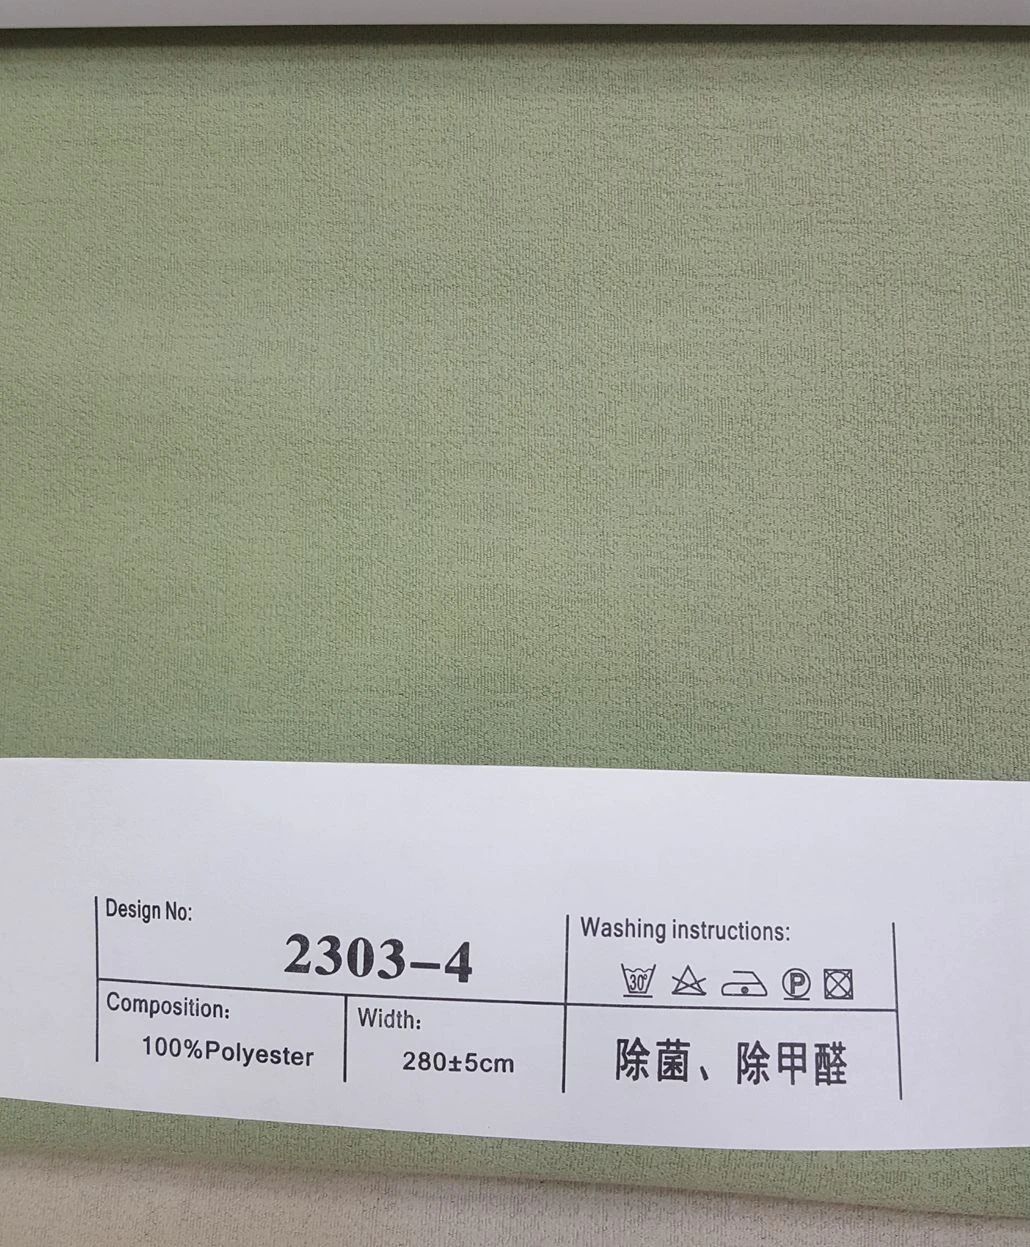 Design No:
2303-4
Washing instructions:
30°
P
Composition:
100%Polyester
Width:
280±5cm
除菌、除甲醛